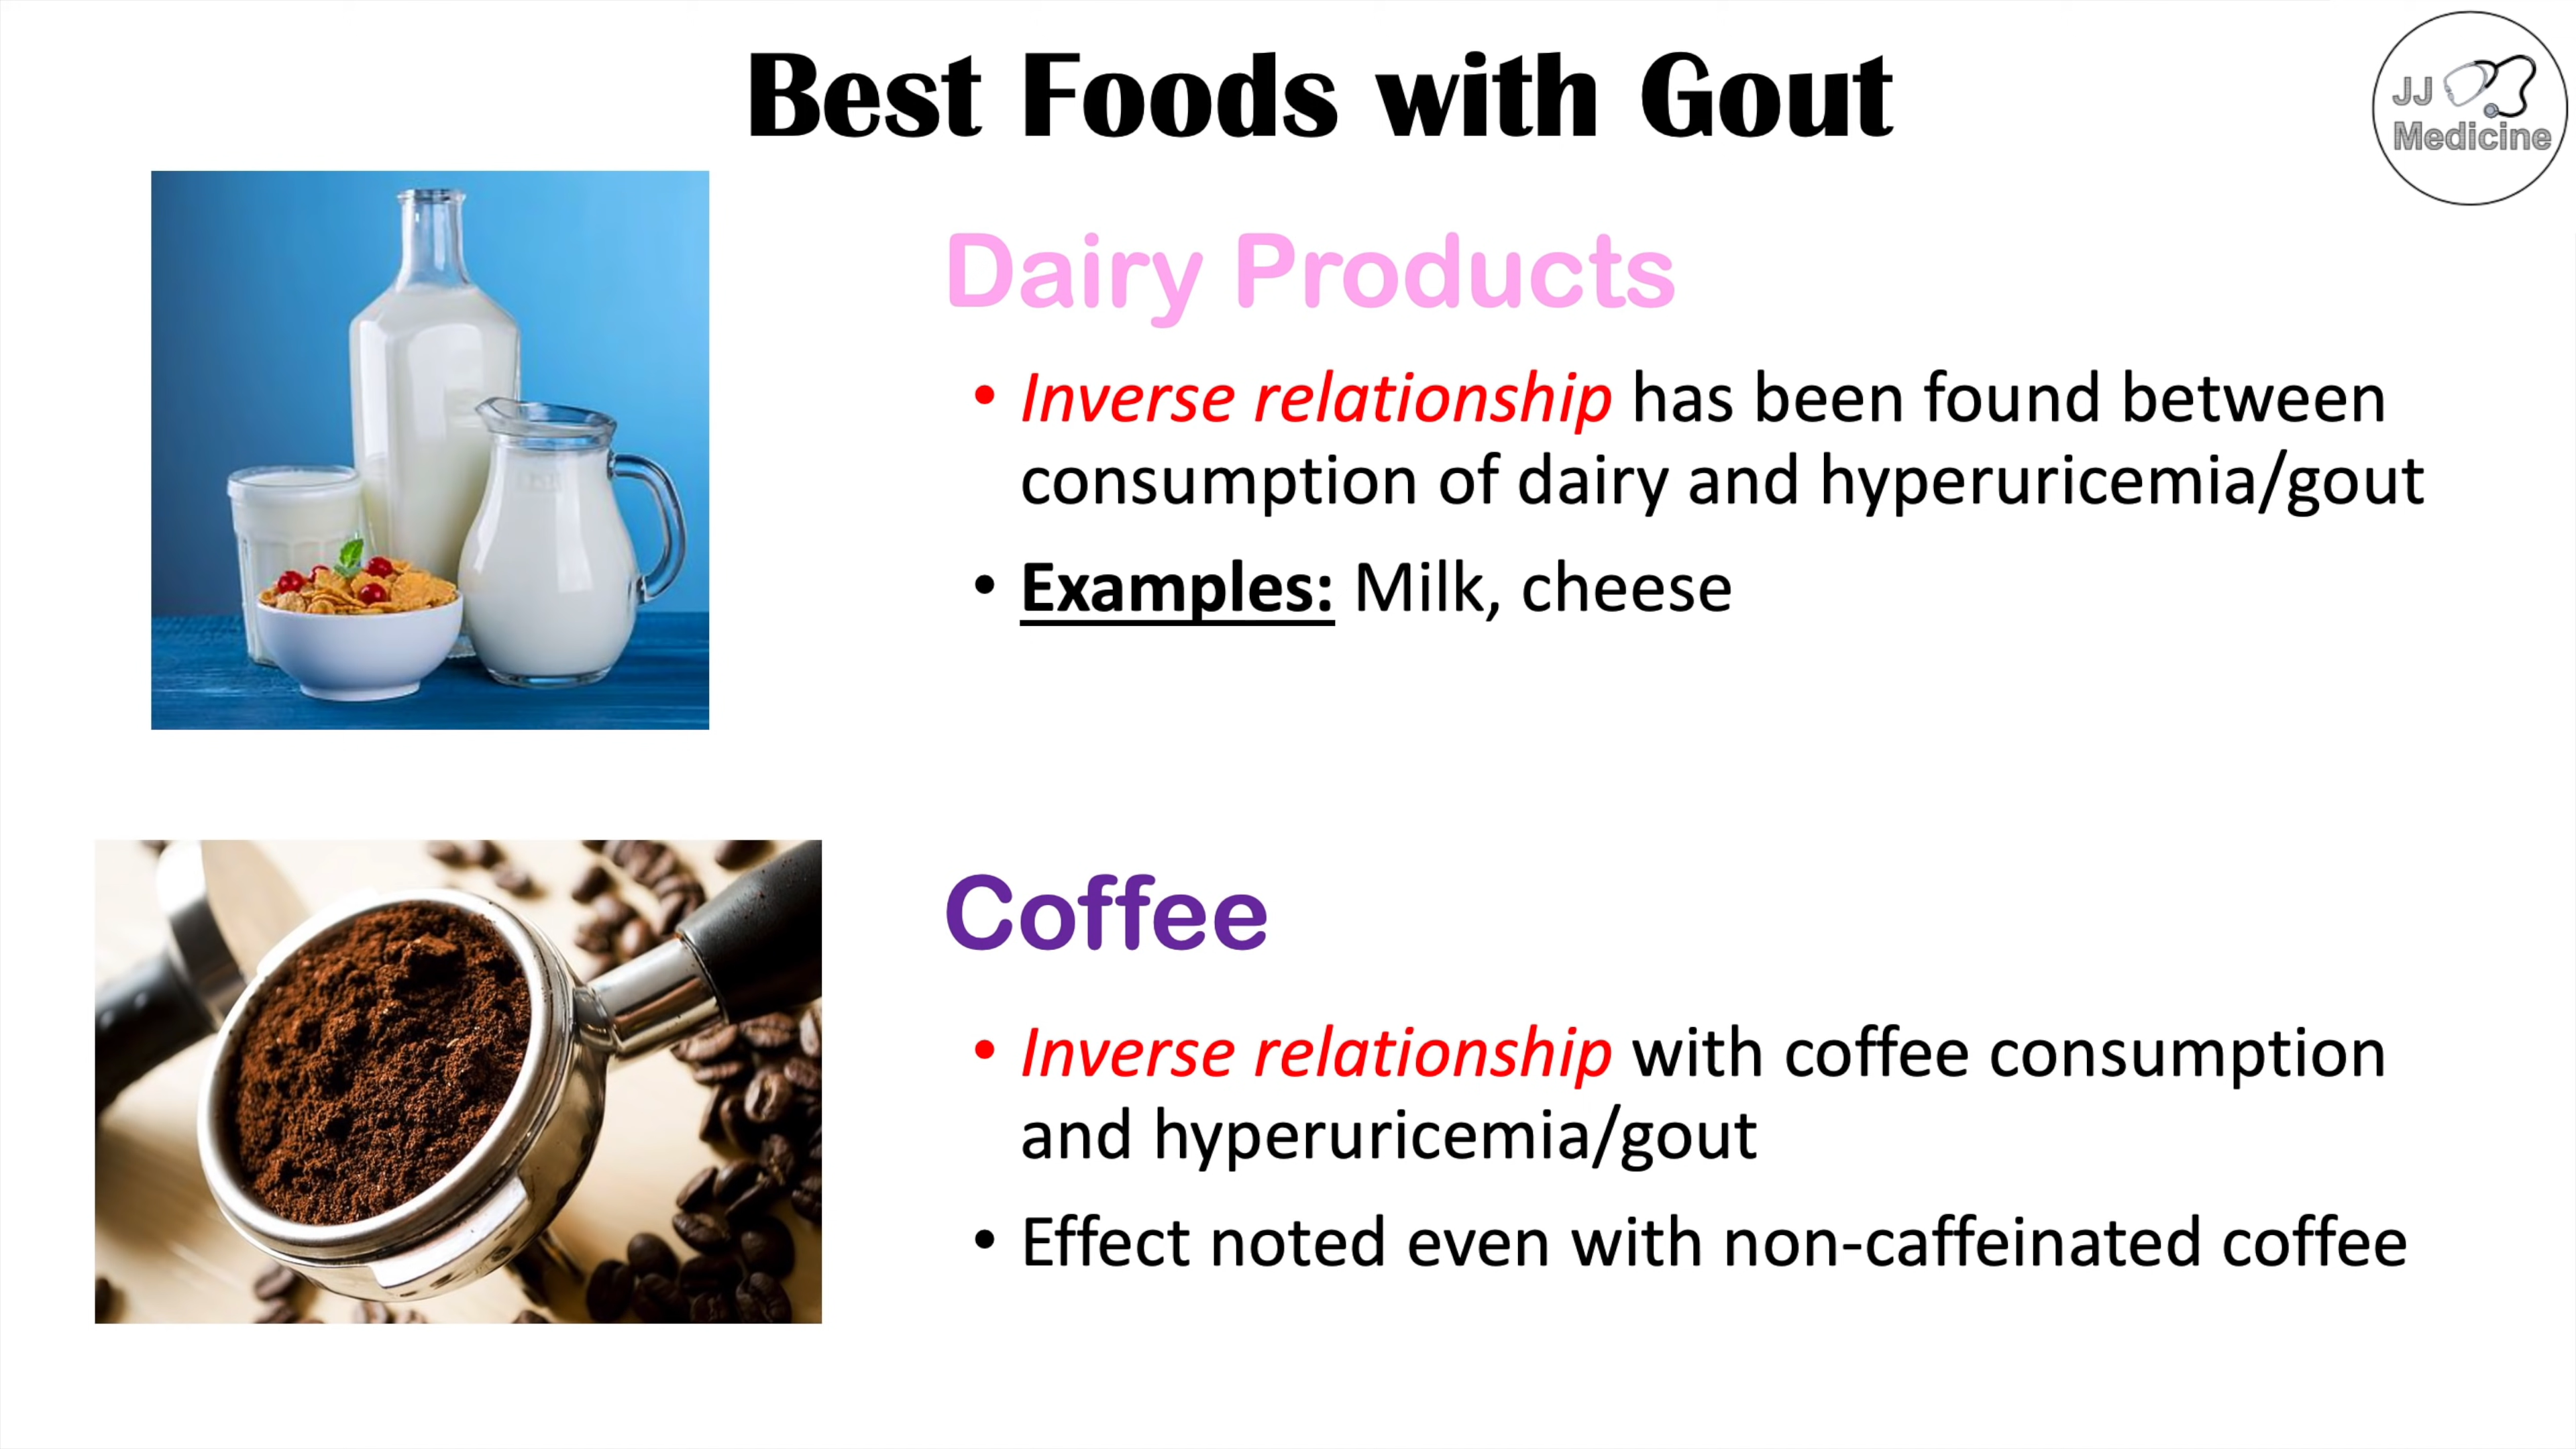 Best Foods with Gout
JJ
Medicine
Dairy Products
• Inverse relationship has been found between
consumption of dairy and hyperuricemia/gout
• Examples: Milk, cheese
Coffee
• Inverse relationship with coffee consumption
and hyperuricemia/gout
• Effect noted even with non-caffeinated coffee